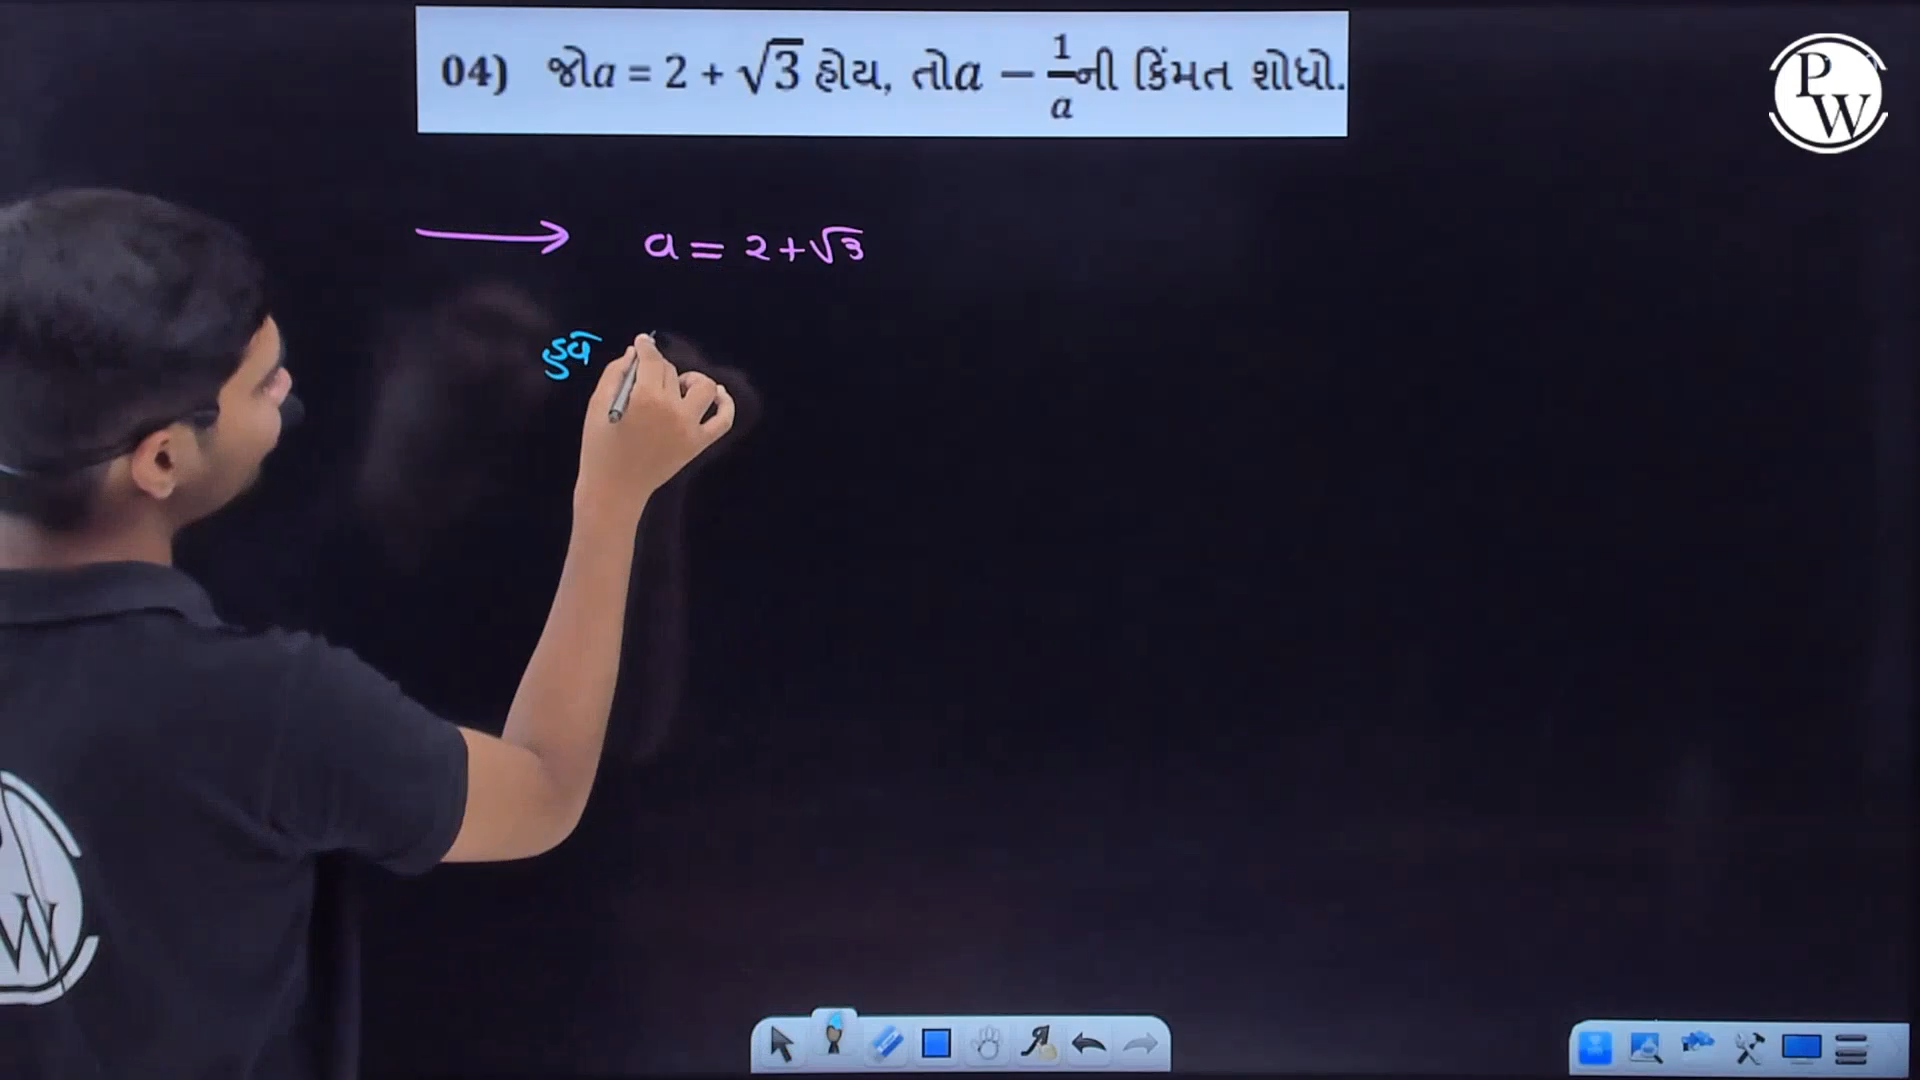 04) જોa = 2 + √3 હોય, તોa − 1/a ની કિંમત શોધો.
PW
→ a = 2+√3
હવે
W